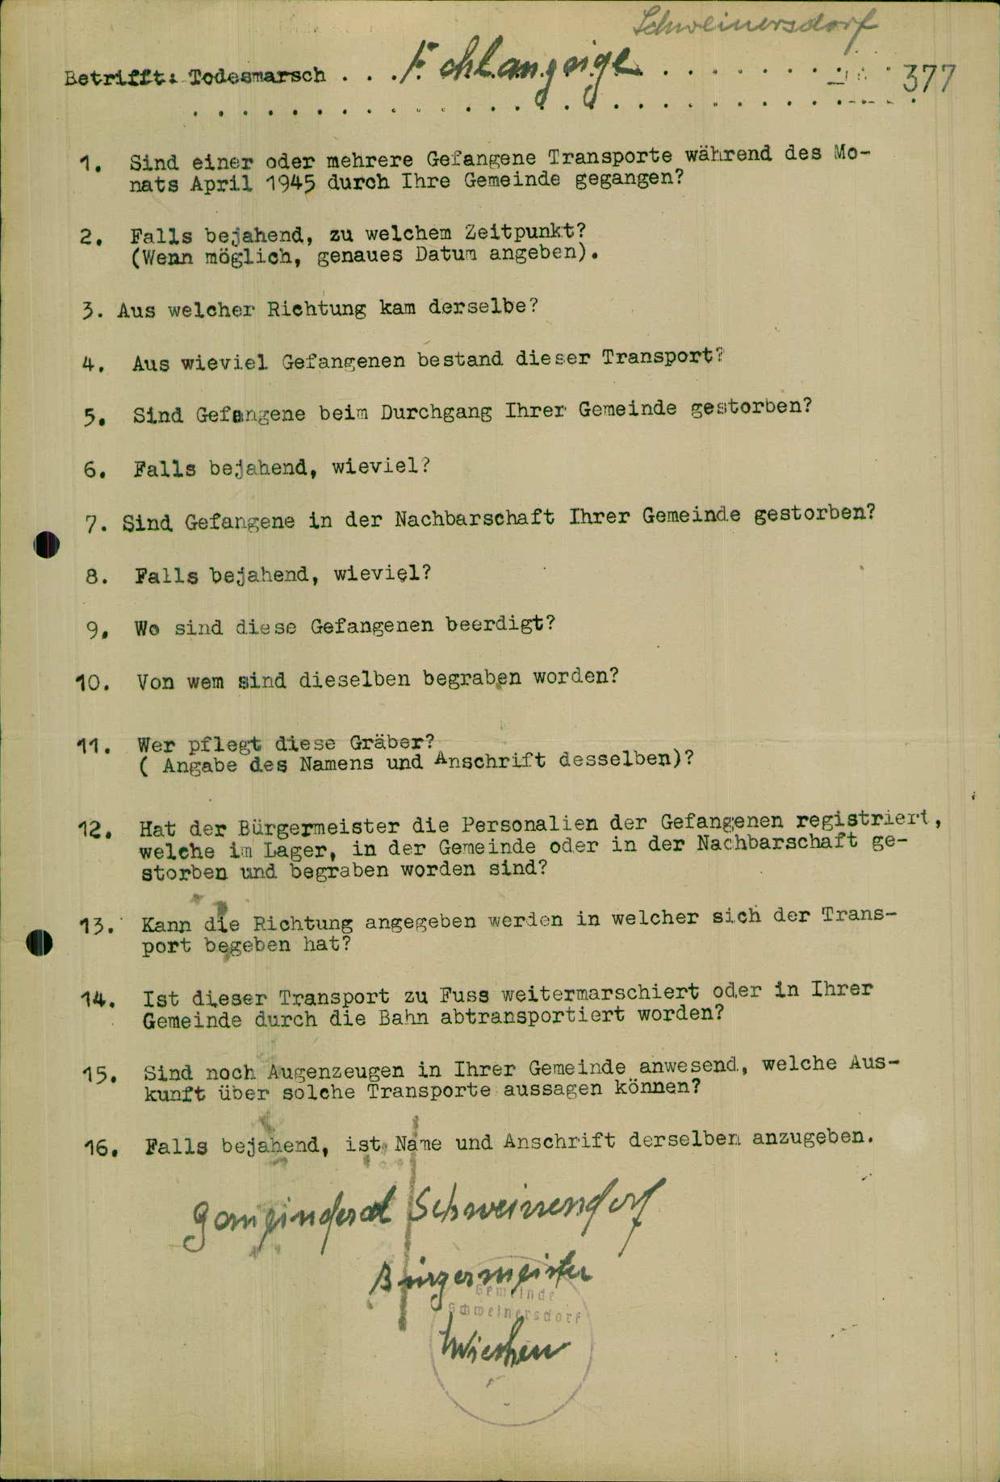 Schweinersdorf
Betrifft: Todesmarsch . . . Fehlanzeige . . . . . . . . 377
1. Sind einer oder mehrere Gefangene Transporte während des Mo-
nats April 1945 durch Ihre Gemeinde gegangen?
2. Falls bejahend, zu welchem Zeitpunkt?
(Wenn möglich, genaues Datum angeben).
3. Aus welcher Richtung kam derselbe?
4. Aus wieviel Gefangenen bestand dieser Transport?
5. Sind Gefangene beim Durchgang Ihrer Gemeinde gestorben?
6. Falls bejahend, wieviel?
7. Sind Gefangene in der Nachbarschaft Ihrer Gemeinde gestorben?
8. Falls bejahend, wieviel?
9. Wo sind diese Gefangenen beerdigt?
10. Von wem sind dieselben begraben worden?
11. Wer pflegt diese Gräber?
( Angabe des Namens und Anschrift desselben)?
12. Hat der Bürgermeister die Personalien der Gefangenen registriert,
welche im Lager, in der Gemeinde oder in der Nachbarschaft ge-
storben und begraben worden sind?
13. Kann die Richtung angegeben werden in welcher sich der Trans-
port begeben hat?
14. Ist dieser Transport zu Fuss weitermarschiert oder in Ihrer
Gemeinde durch die Bahn abtransportiert worden?
15. Sind noch Augenzeugen in Ihrer Gemeinde anwesend, welche Aus-
kunft über solche Transporte aussagen können?
16. Falls bejahend, ist Name und Anschrift derselben anzugeben.
Gemeinderat
Bürgermeister
Gemeinde
Schweinersdorf